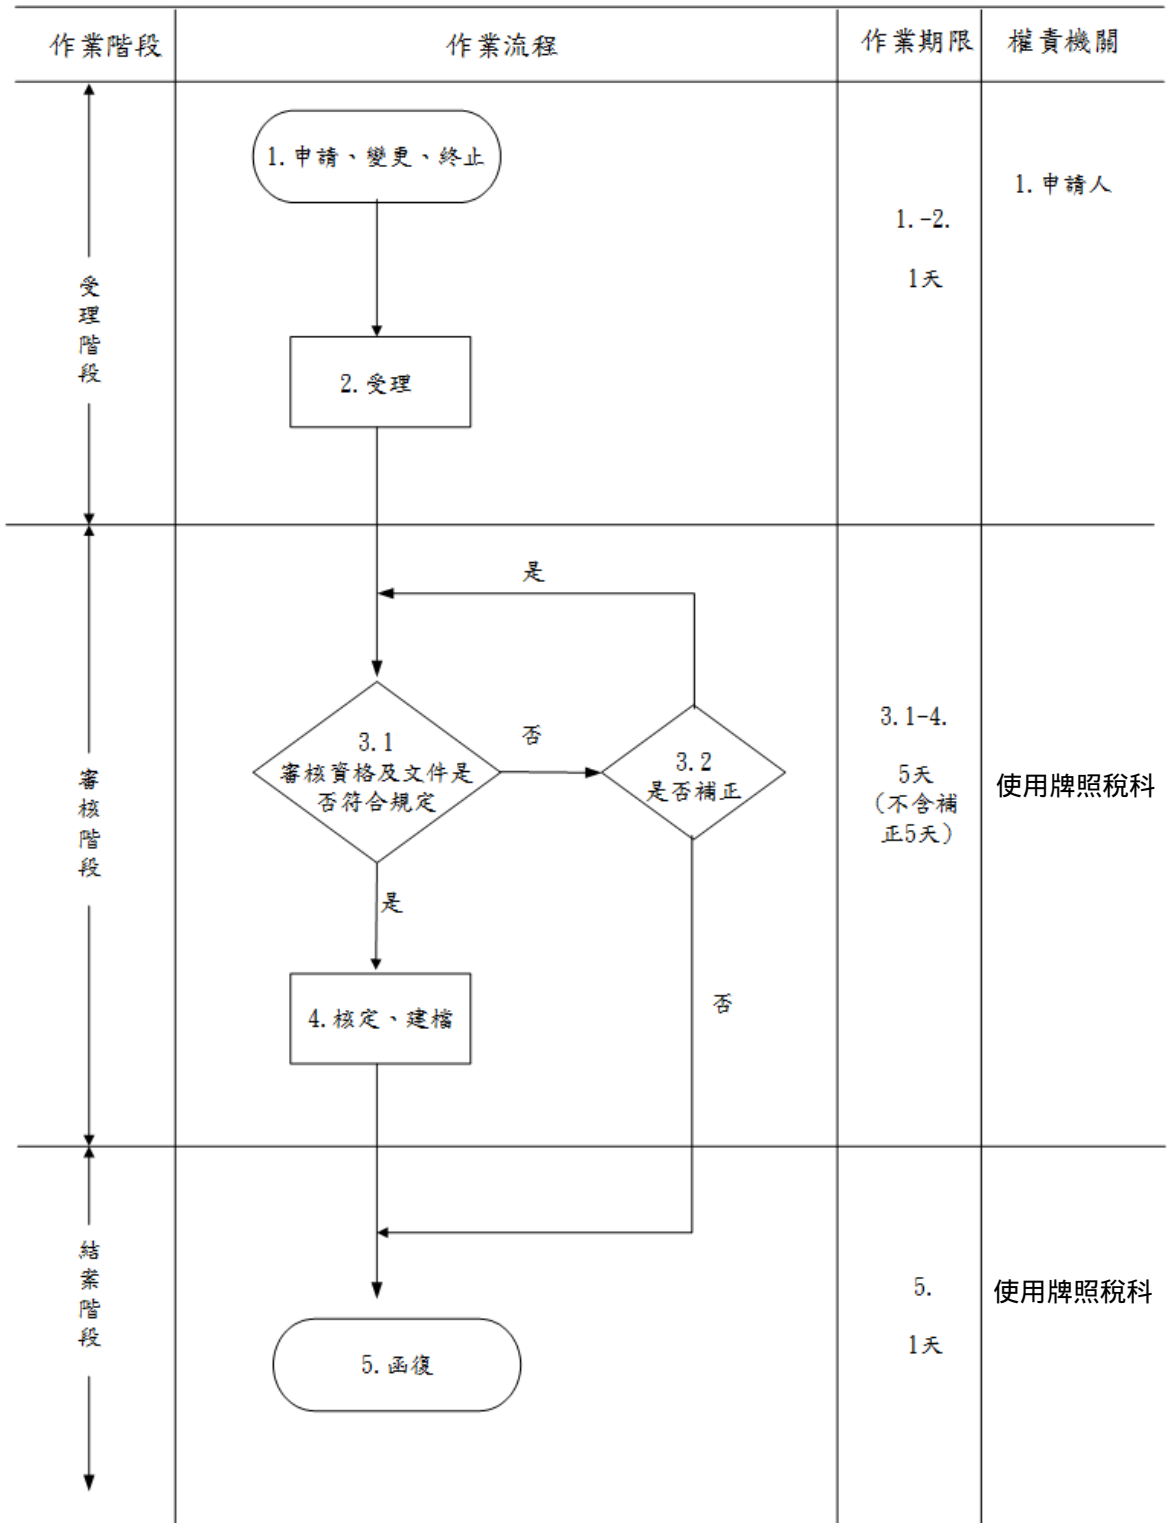 作業階段
作業流程
作業期限
權責機關
受理階段
1.申請、變更、終止
2.受理
1.-2.
1天
1.申請人
審核階段
是
3.1
審核資格及文件是
否符合規定
否
3.2
是否補正
是
4.核定、建檔
否
3.1-4.
5天
(不含補
正5天)
使用牌照稅科
結案階段
5.函復
5.
1天
使用牌照稅科